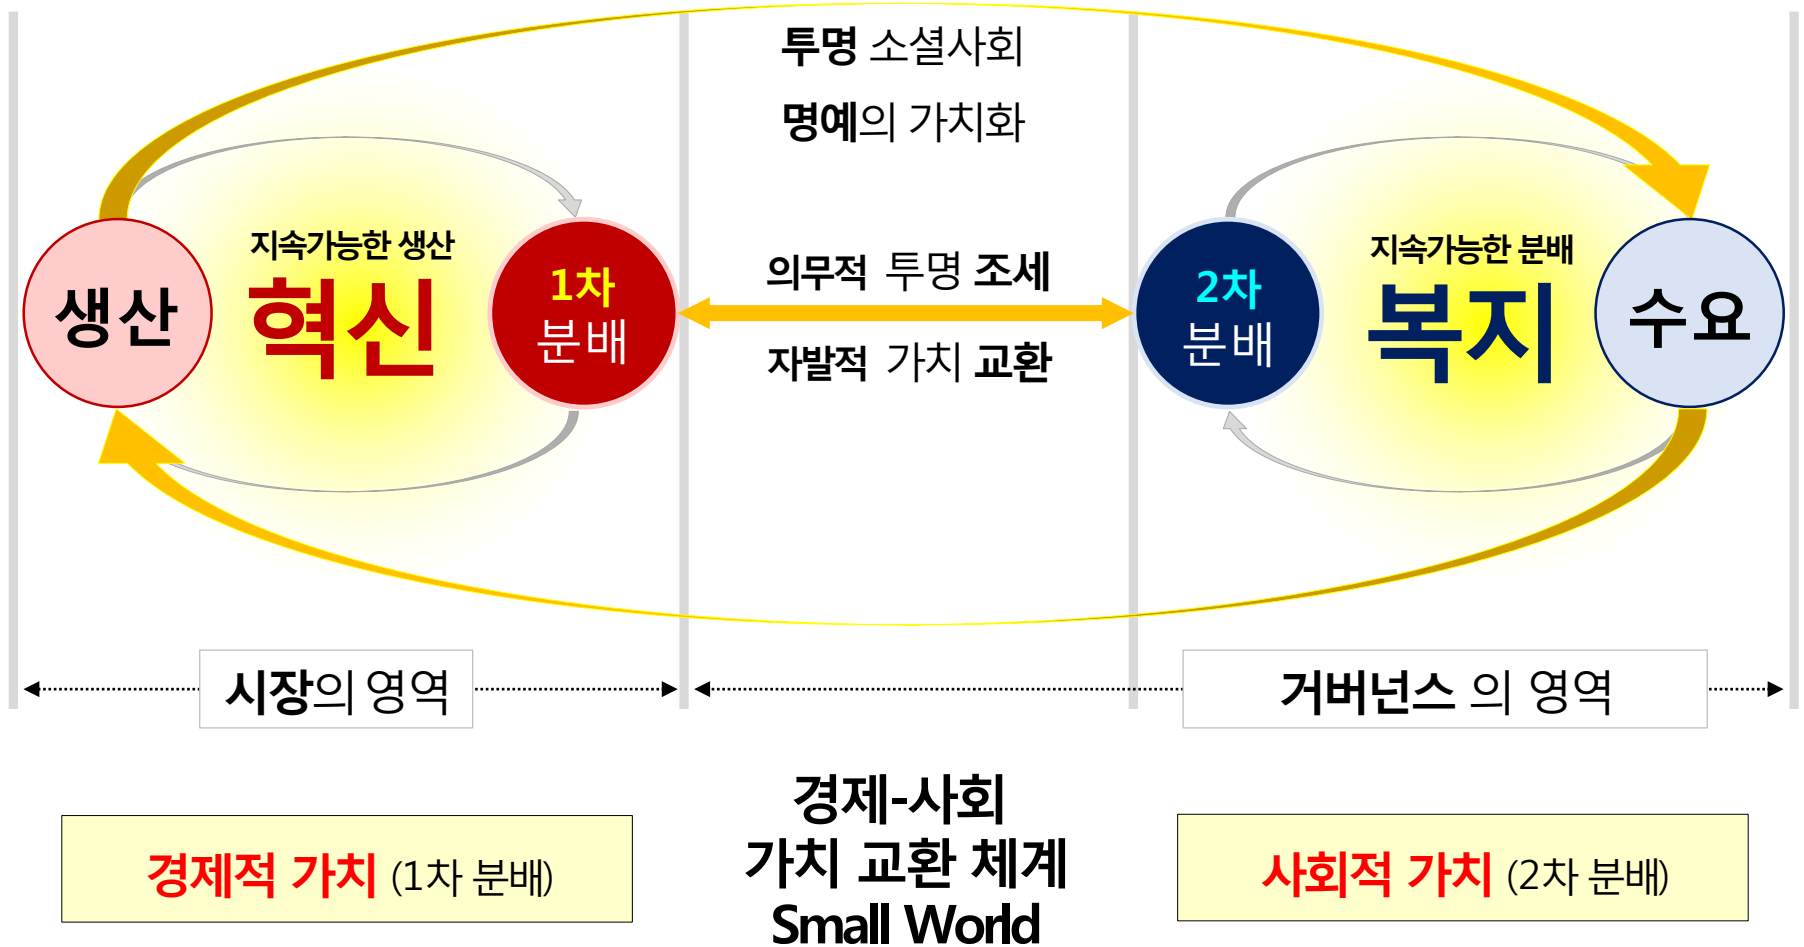 투명 소셜사회
명예의 가치화
생산
지속가능한 생산
혁신
1차
분배
의무적 투명 조세
자발적 가치 교환
2차
분배
지속가능한 분배
복지
수요
시장의 영역
거버넌스 의 영역
경제적 가치 (1차 분배)
경제-사회
가치 교환 체계
Small World
사회적 가치 (2차 분배)